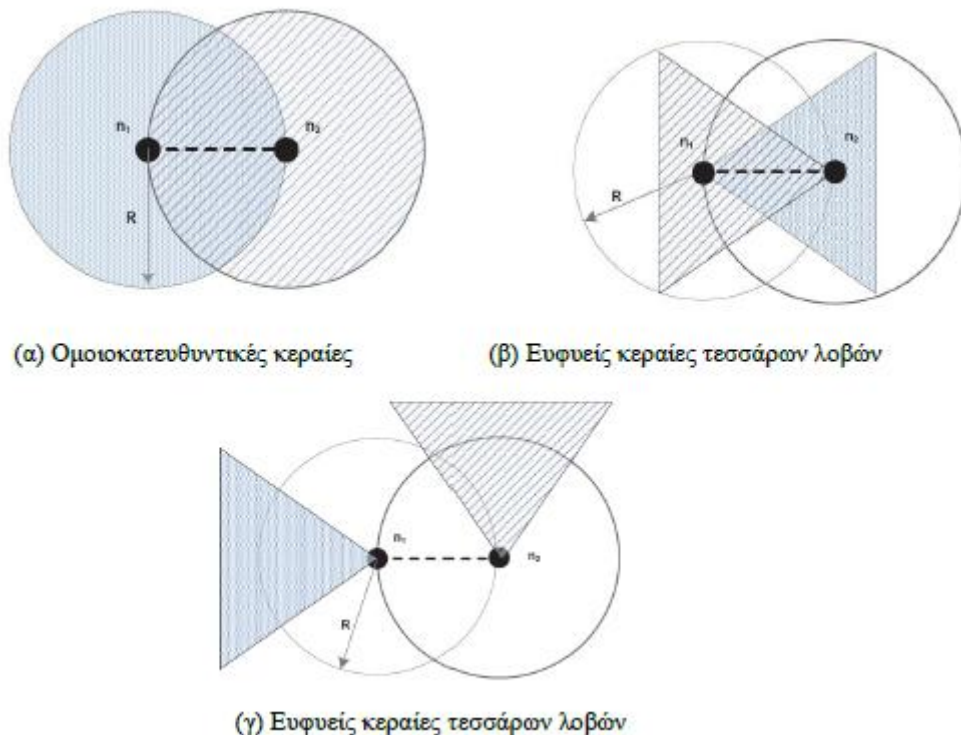 n₁ n₂
R
n₁ n₂
R
(α) Ομοιοκατευθυντικές κεραίες
(β) Ευφυείς κεραίες τεσσάρων λοβών
n₁ n₂
R
(γ) Ευφυείς κεραίες τεσσάρων λοβών